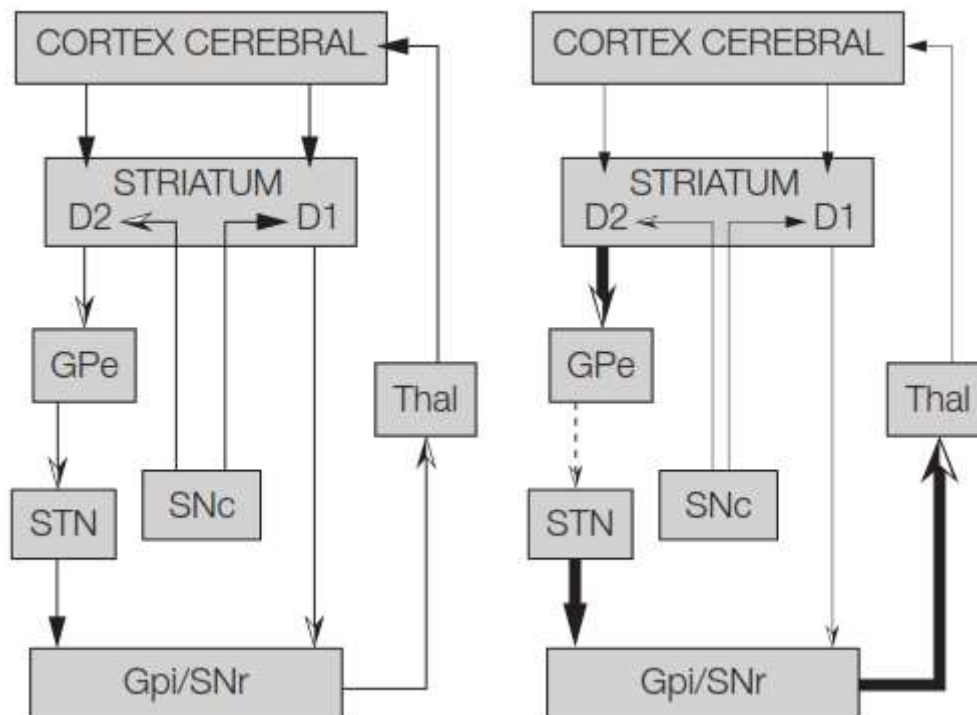 CORTEX CEREBRAL
STRIATUM
D2 D1
GPe
Thal
SNc
STN
Gpi/SNr
CORTEX CEREBRAL
STRIATUM
D2 D1
GPe
Thal
SNc
STN
Gpi/SNr